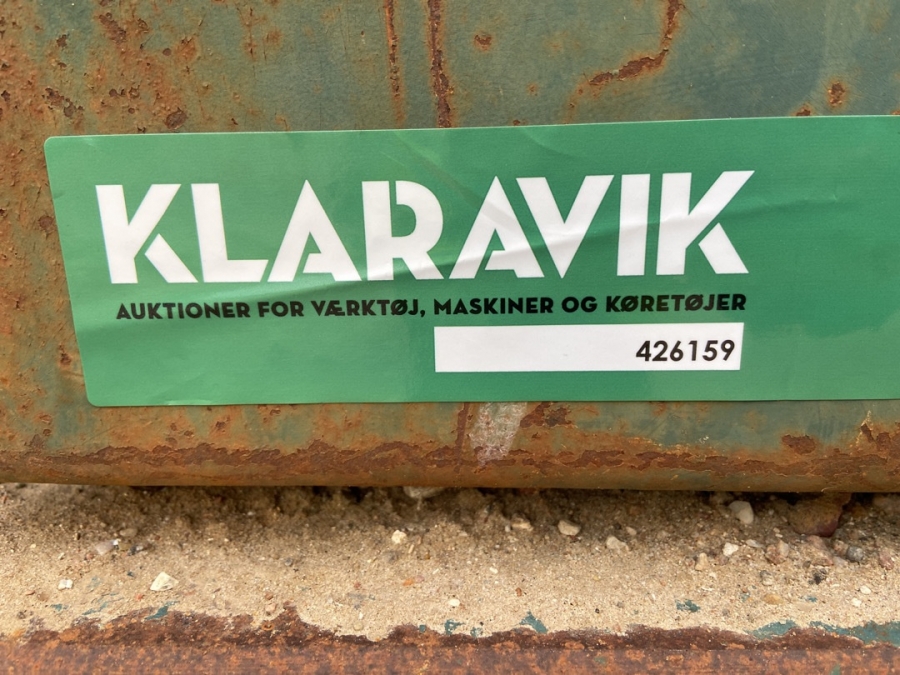 KLARAVIK
AUKTIONER FOR VÆRKTØJ, MASKINER OG KØRETØJER
426159